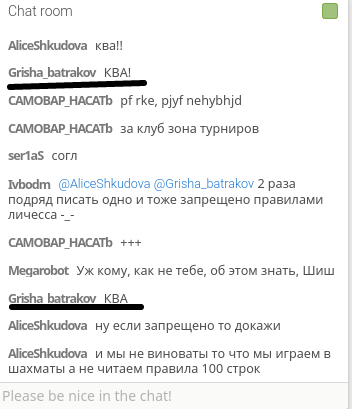 Chat room
AliceShkudova ква!!
Grisha_batrakov КВА!
CAMOBAP_HACATb pf rke, pjyf nehybhjd
CAMOBAP_HACATb за клуб зона турниров
ser1aS согл
Ivbodm @AliceShkudova @Grisha_batrakov 2 раза
подряд писать одно и тоже запрещено правилами
личесса -_-
CAMOBAP_HACATb +++
Megarobot Уж кому, как не тебе, об этом знать, Шиш
Grisha_batrakov КВА
AliceShkudova ну если запрещено то докажи
AliceShkudova и мы не виноваты то что мы играем в
шахматы а не читаем правила 100 строк
Please be nice in the chat!